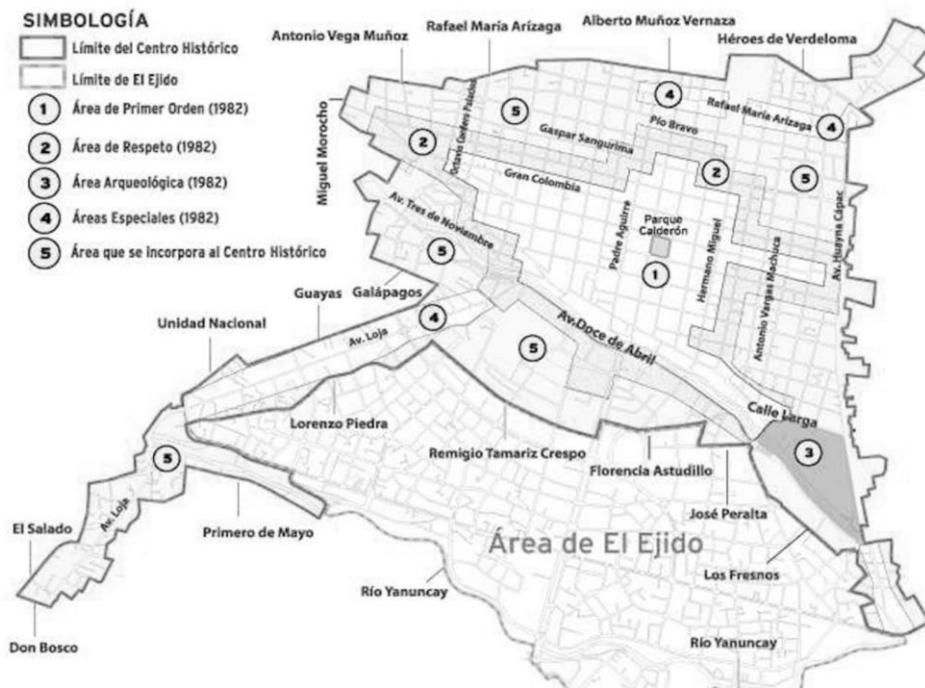 SIMBOLOGÍA
Límite del Centro Histórico
Límite de El Ejido
1 Área de Primer Orden (1982)
2 Área de Respeto (1982)
3 Área Arqueológica (1982)
4 Áreas Especiales (1982)
5 Área que se incorpora al Centro Histórico
Antonio Vega Muñoz
Rafael María Arízaga
Alberto Muñoz Vernaza
Héroes de Verdeloma
Miguel Morocho
Octavio Cordero Palacios
5
4
Rafael María Arízaga
4
2
Gaspar Sangurima
Pío Bravo
2
5
Gran Colombia
Av. Tres de Noviembre
5
Padre Aguirre
Parque
Calderón
1
Hermano Miguel
Antonio Vargas Machuca
Av. Huayna Cápac
Galápagos
Guayas
Unidad Nacional
4
Av. Loja
Av. Doce de Abril
5
Calle Larga
Lorenzo Piedra
Remigio Tamariz Crespo
Florencia Astudillo
3
5
Av. Loja
José Peralta
El Salado
Primero de Mayo
Área de El Ejido
Los Fresnos
Río Yanuncay
Río Yanuncay
Don Bosco